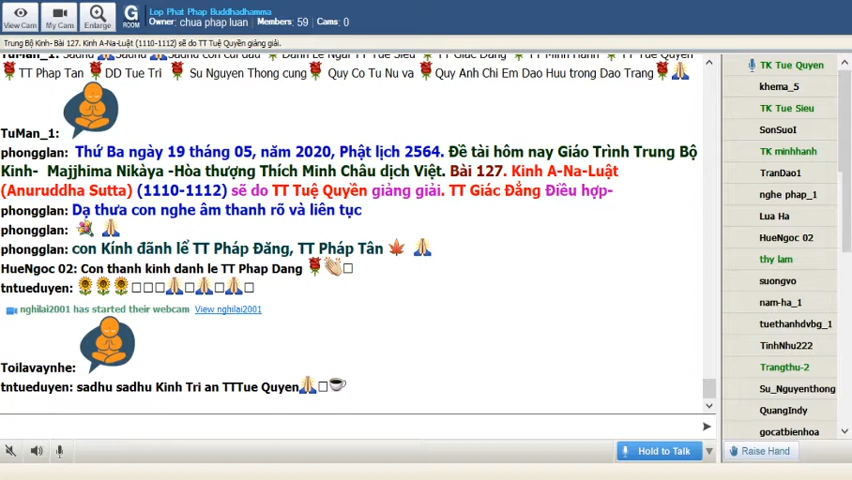 View Cam
My Cams
Enlarge
G
ROOM
Lop Phat Phap Buddhadhamma
Owner: chua phap luan Members: 59 Cams: 0
Trung Bộ Kinh- Bài 127. Kinh A-Na-Luật (1110-1112) sẽ do TT Tuệ Quyền giảng giải.
TT Phap Tan DD Tue Tri Su Nguyen Thong cung Quy Co Tu Nu va Quy Anh Chi Em Dao Huu trong Dao Trang
TuMan_1:
phongglan: Thứ Ba ngày 19 tháng 05, năm 2020, Phật lịch 2564. Đề tài hôm nay Giáo Trình Trung Bộ
Kinh- Majjhima Nikàya -Hòa thượng Thích Minh Châu dịch Việt. Bài 127. Kinh A-Na-Luật
(Anuruddha Sutta) (1110-1112) sẽ do TT Tuệ Quyền giảng giải. TT Giác Đẳng Điều hợp-
phongglan: Dạ thưa con nghe âm thanh rõ và liên tục
phongglan:
phongglan: con Kính đãnh lể TT Pháp Đăng, TT Pháp Tân
HueNgoc 02: Con thanh kinh danh le TT Phap Dang
tntueduyen:
nghilai2001 has started their webcam View nghilai2001
Toilavaynhe:
tntueduyen: sadhu sadhu Kinh Tri an TTTue Quyen
Hold to Talk
TK Tue Quyen
khema_5
TK Tue Sieu
SonSuoI
TK minhhanh
TranDao1
nghe phap_1
Lua Ha
HueNgoc 02
thy lam
suongvo
nam-ha_1
tuethanhdvbg_1
TinhNhu222
Trangthu-2
Su_Nguyenthong
QuangIndy
gocatbienhoa
Raise Hand